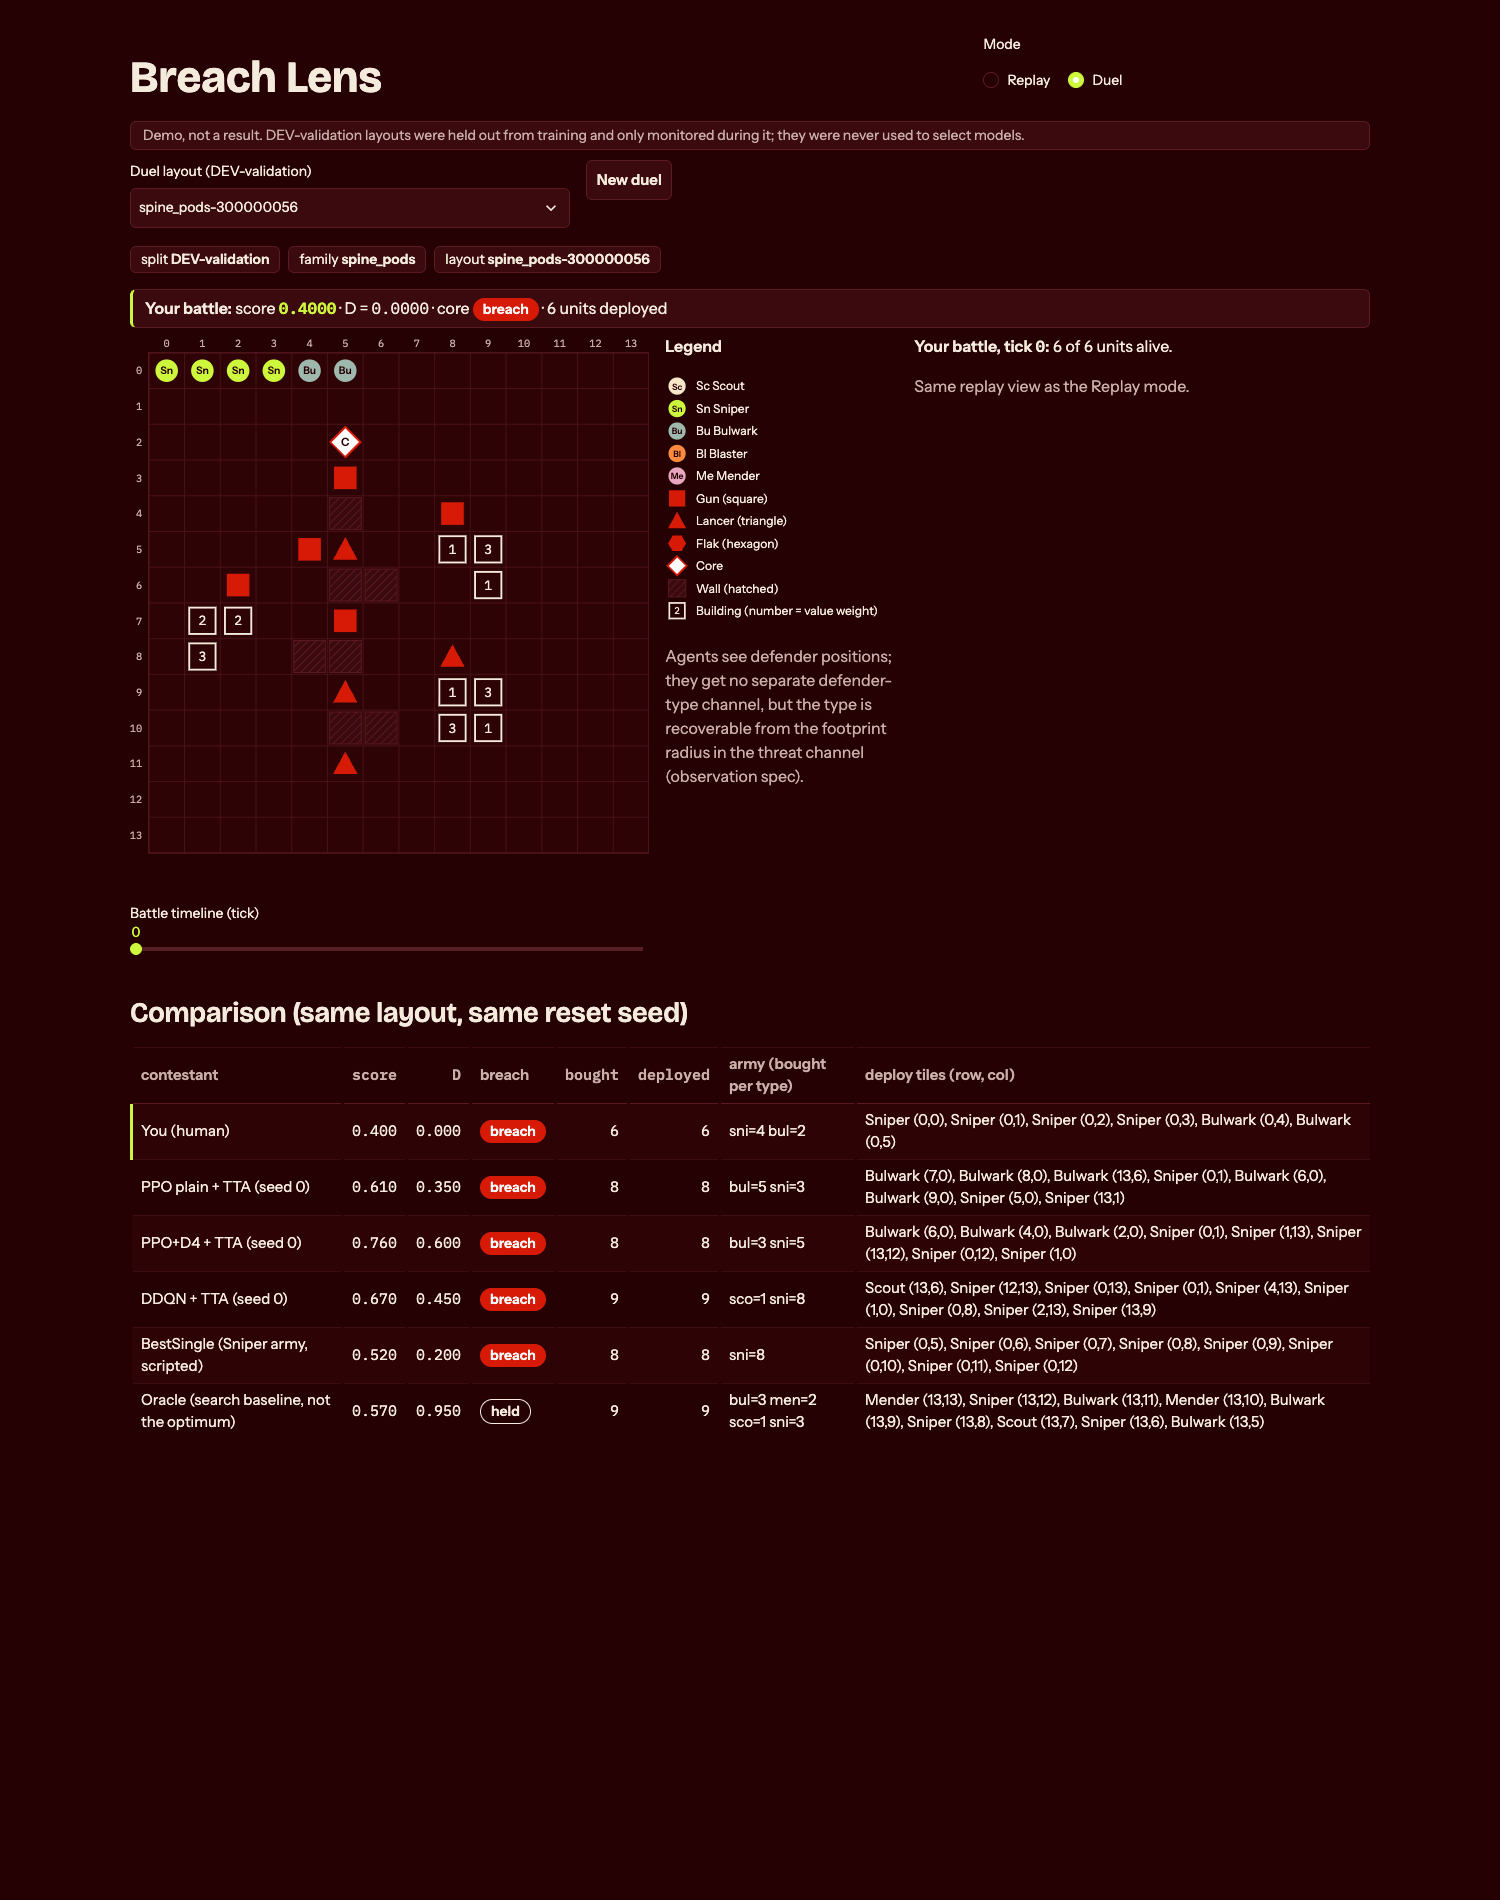 Mode
Breach Lens
Replay
Duel
Demo, not a result. DEV-validation layouts were held out from training and only monitored during it; they were never used to select models.
Duel layout (DEV-validation)
New duel
spine_pods-300000056
split DEV-validation
family spine_pods
layout spine_pods-300000056
Your battle: score 0.4000 · D = 0.0000 · core breach · 6 units deployed
0 1 2 3 4 5 6 7 8 9 10 11 12 13
0 Sn Sn Sn Sn Bu Bu
1
2 C
3
4
5 1 3
6 1
7 2 2
8 3
9 1 3
10 3 1
11
12
13
Legend
Sc Sc Scout
Sn Sn Sniper
Bu Bu Bulwark
Bl Bl Blaster
Me Me Mender
Gun (square)
Lancer (triangle)
Flak (hexagon)
Core
Wall (hatched)
2 Building (number = value weight)
Agents see defender positions;
they get no separate defender-
type channel, but the type is
recoverable from the footprint
radius in the threat channel
(observation spec).
Your battle, tick 0: 6 of 6 units alive.
Same replay view as the Replay mode.
Battle timeline (tick)
0
Comparison (same layout, same reset seed)
contestant score D breach bought deployed army (bought
per type) deploy tiles (row, col)
You (human) 0.400 0.000 breach 6 6 sni=4 bul=2 Sniper (0,0), Sniper (0,1), Sniper (0,2), Sniper (0,3), Bulwark (0,4), Bulwark
(0,5)
PPO plain + TTA (seed 0) 0.610 0.350 breach 8 8 bul=5 sni=3 Bulwark (7,0), Bulwark (8,0), Bulwark (13,6), Sniper (0,1), Bulwark (6,0),
Bulwark (9,0), Sniper (5,0), Sniper (13,1)
PPO+D4 + TTA (seed 0) 0.760 0.600 breach 8 8 bul=3 sni=5 Bulwark (6,0), Bulwark (4,0), Bulwark (2,0), Sniper (0,1), Sniper (1,13), Sniper
(13,12), Sniper (0,12), Sniper (1,0)
DDQN + TTA (seed 0) 0.670 0.450 breach 9 9 sco=1 sni=8 Scout (13,6), Sniper (12,13), Sniper (0,13), Sniper (0,1), Sniper (4,13), Sniper
(1,0), Sniper (0,8), Sniper (2,13), Sniper (13,9)
BestSingle (Sniper army,
scripted) 0.520 0.200 breach 8 8 sni=8 Sniper (0,5), Sniper (0,6), Sniper (0,7), Sniper (0,8), Sniper (0,9), Sniper
(0,10), Sniper (0,11), Sniper (0,12)
Oracle (search baseline, not
the optimum) 0.570 0.950 held 9 9 bul=3 men=2
sco=1 sni=3 Mender (13,13), Sniper (13,12), Bulwark (13,11), Mender (13,10), Bulwark
(13,9), Sniper (13,8), Scout (13,7), Sniper (13,6), Bulwark (13,5)